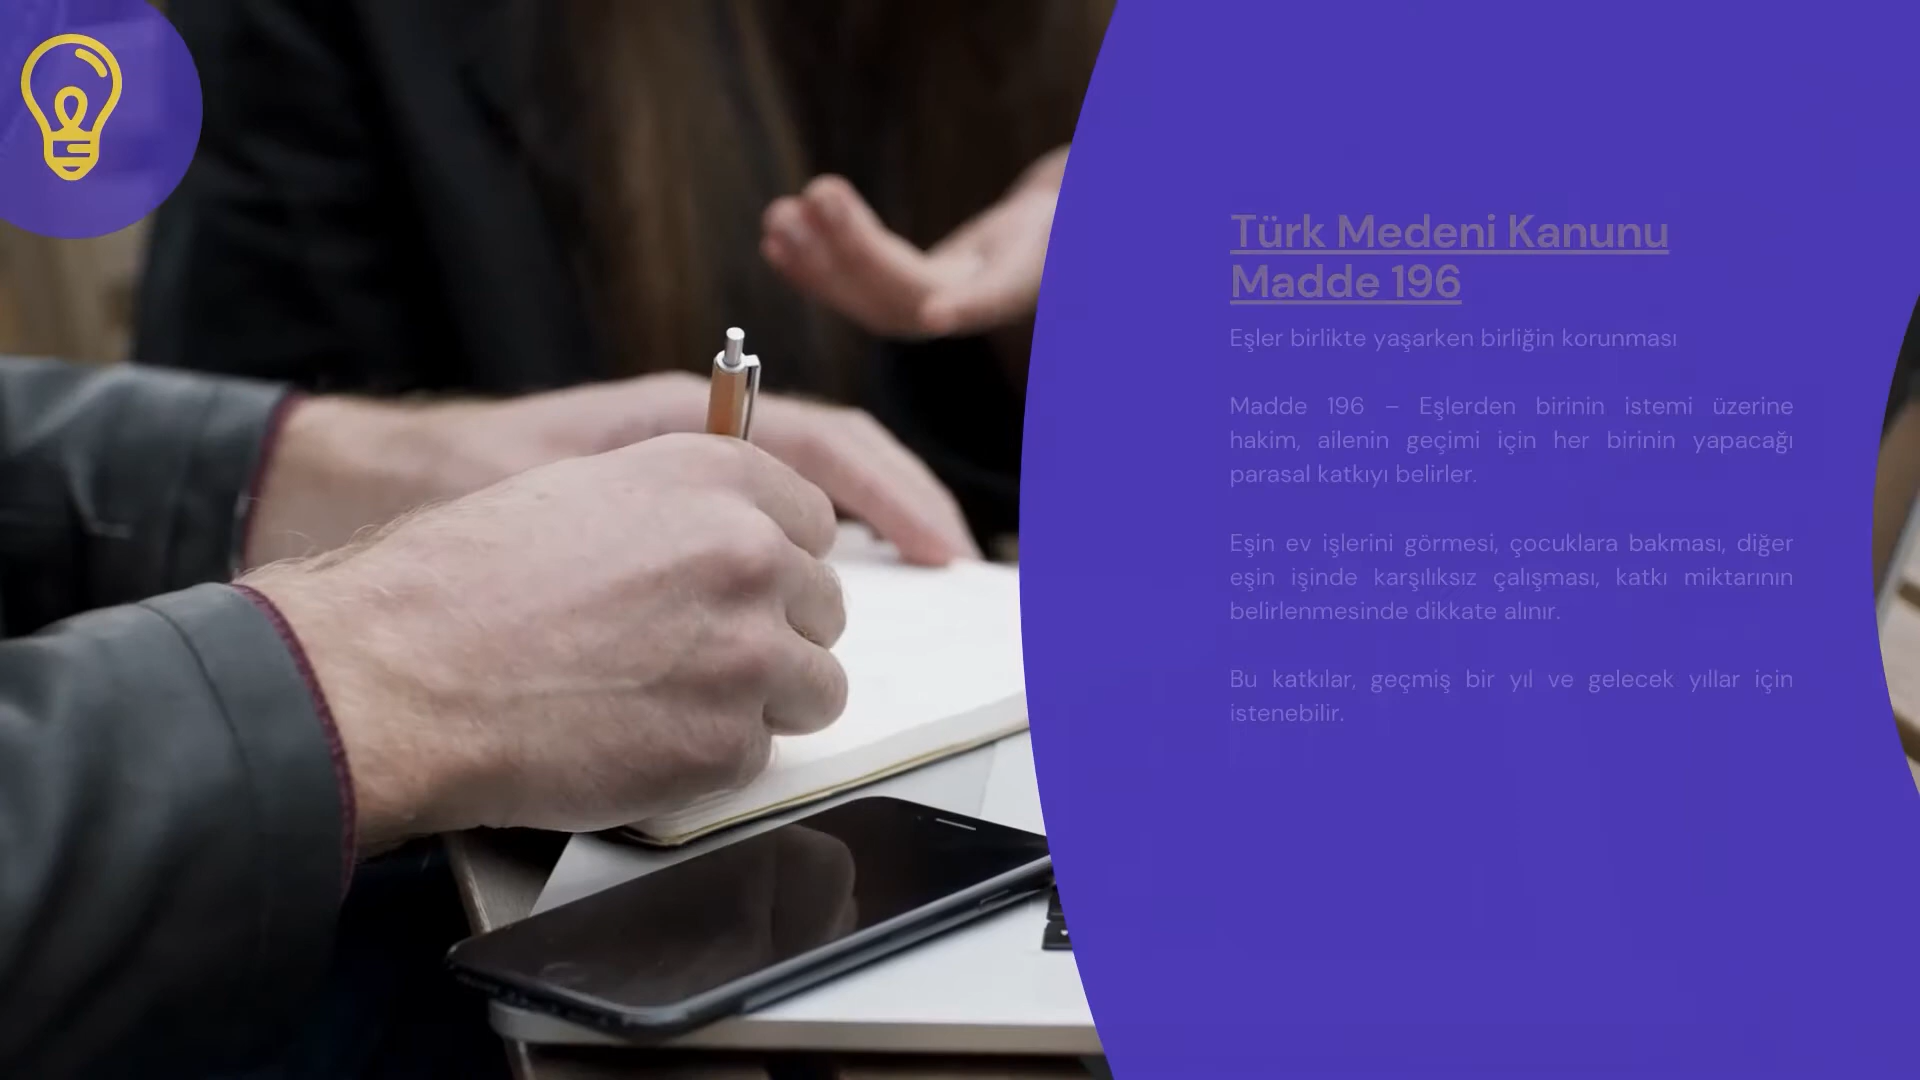 Türk Medeni Kanunu
Madde 196
Eşler birlikte yaşarken birliğin korunması
Madde 196 – Eşlerden birinin istemi üzerine
hakim, ailenin geçimi için her birinin yapacağı
parasal katkıyı belirler.
Eşin ev işlerini görmesi, çocuklara bakması, diğer
eşin işinde karşılıksız çalışması, katkı miktarının
belirlenmesinde dikkate alınır.
Bu katkılar, geçmiş bir yıl ve gelecek yıllar için
istenebilir.